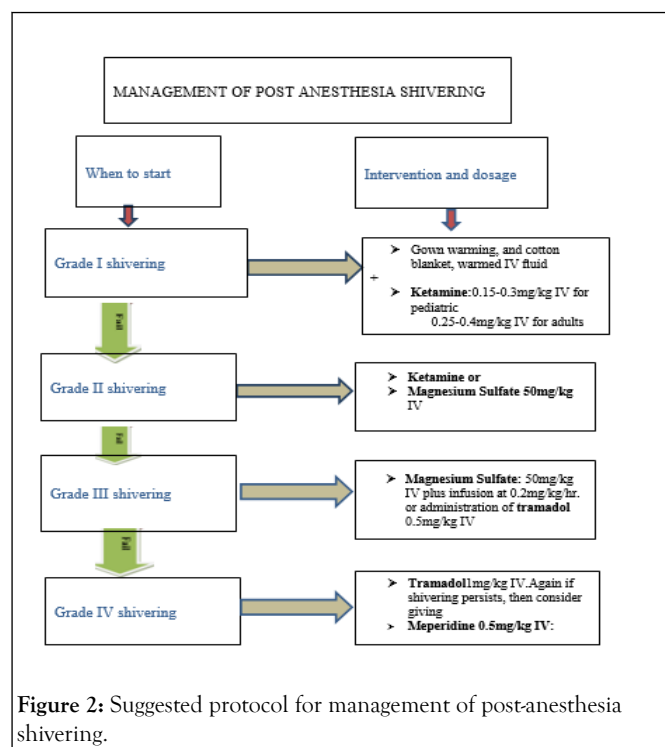 MANAGEMENT OF POST ANESTHESIA SHIVERING
When to start
Intervention and dosage
Grade I shivering
➤ Gown warming, and cotton
blanket, warmed IV fluid
+
➤ Ketamine:0.15-0.3mg/kg IV for
pediatric
0.25-0.4mg/kg IV for adults
Fail
Grade II shivering
➤ Ketamine or
➤ Magnesium Sulfate 50mg/kg
IV
Fail
Grade III shivering
➤ Magnesium Sulfate: 50mg/kg
IV plus infusion at 0.2mg/kg/hr.
or administration of tramadol
0.5mg/kg IV
Fail
Grade IV shivering
➤ Tramadol1mg/kg IV.Again if
shivering persists, then consider
giving
➤ Meperidine 0.5mg/kg IV:
Figure 2: Suggested protocol for management of post-anesthesia
shivering.